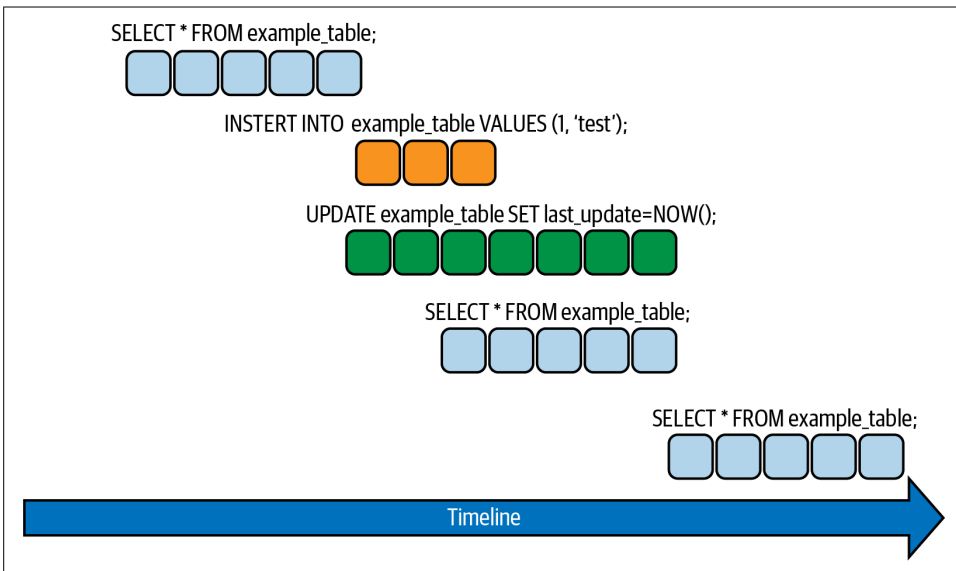 SELECT * FROM example_table;
INSTERT INTO example_table VALUES (1, ‘test’);
UPDATE example_table SET last_update=NOW();
SELECT * FROM example_table;
SELECT * FROM example_table;
Timeline